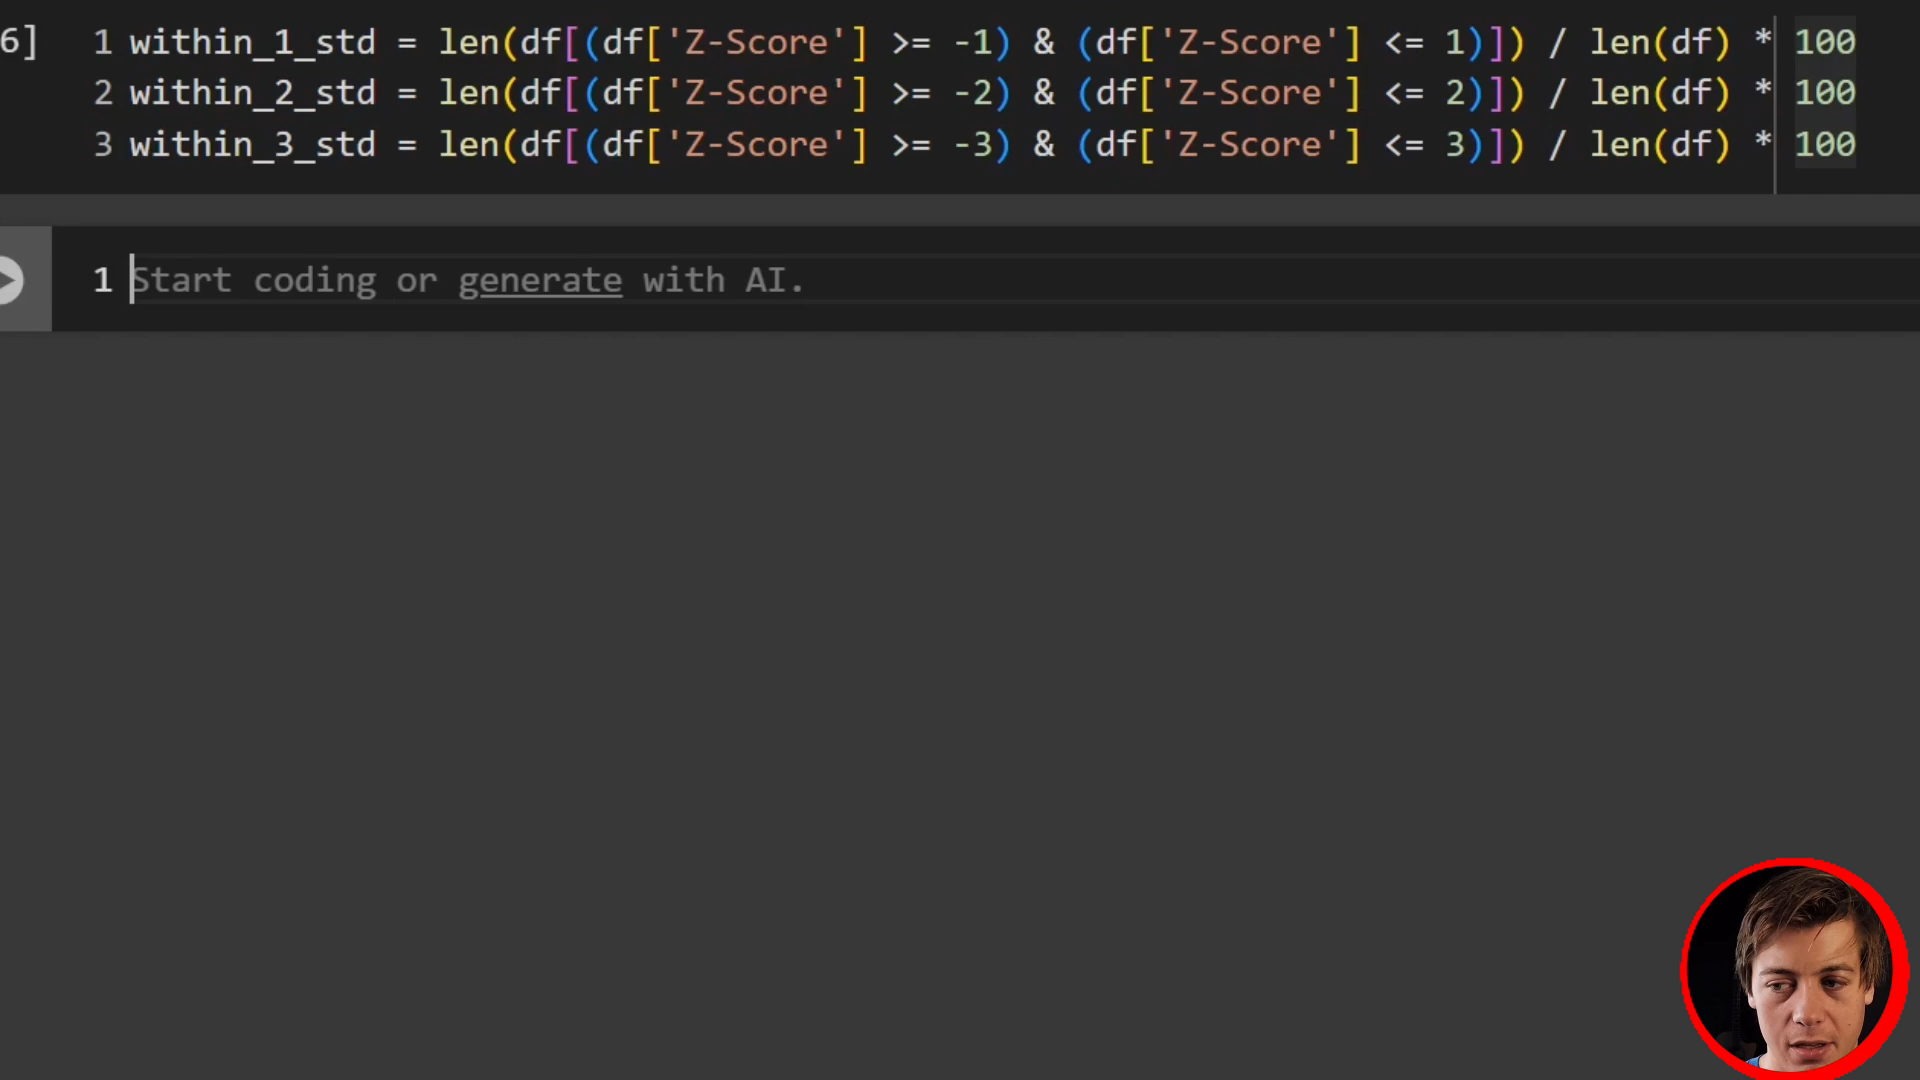 6] 1 within_1_std = len(df[(df['Z-Score'] >= -1) & (df['Z-Score'] <= 1)]) / len(df) * 100
2 within_2_std = len(df[(df['Z-Score'] >= -2) & (df['Z-Score'] <= 2)]) / len(df) * 100
3 within_3_std = len(df[(df['Z-Score'] >= -3) & (df['Z-Score'] <= 3)]) / len(df) * 100
1 Start coding or generate with AI.